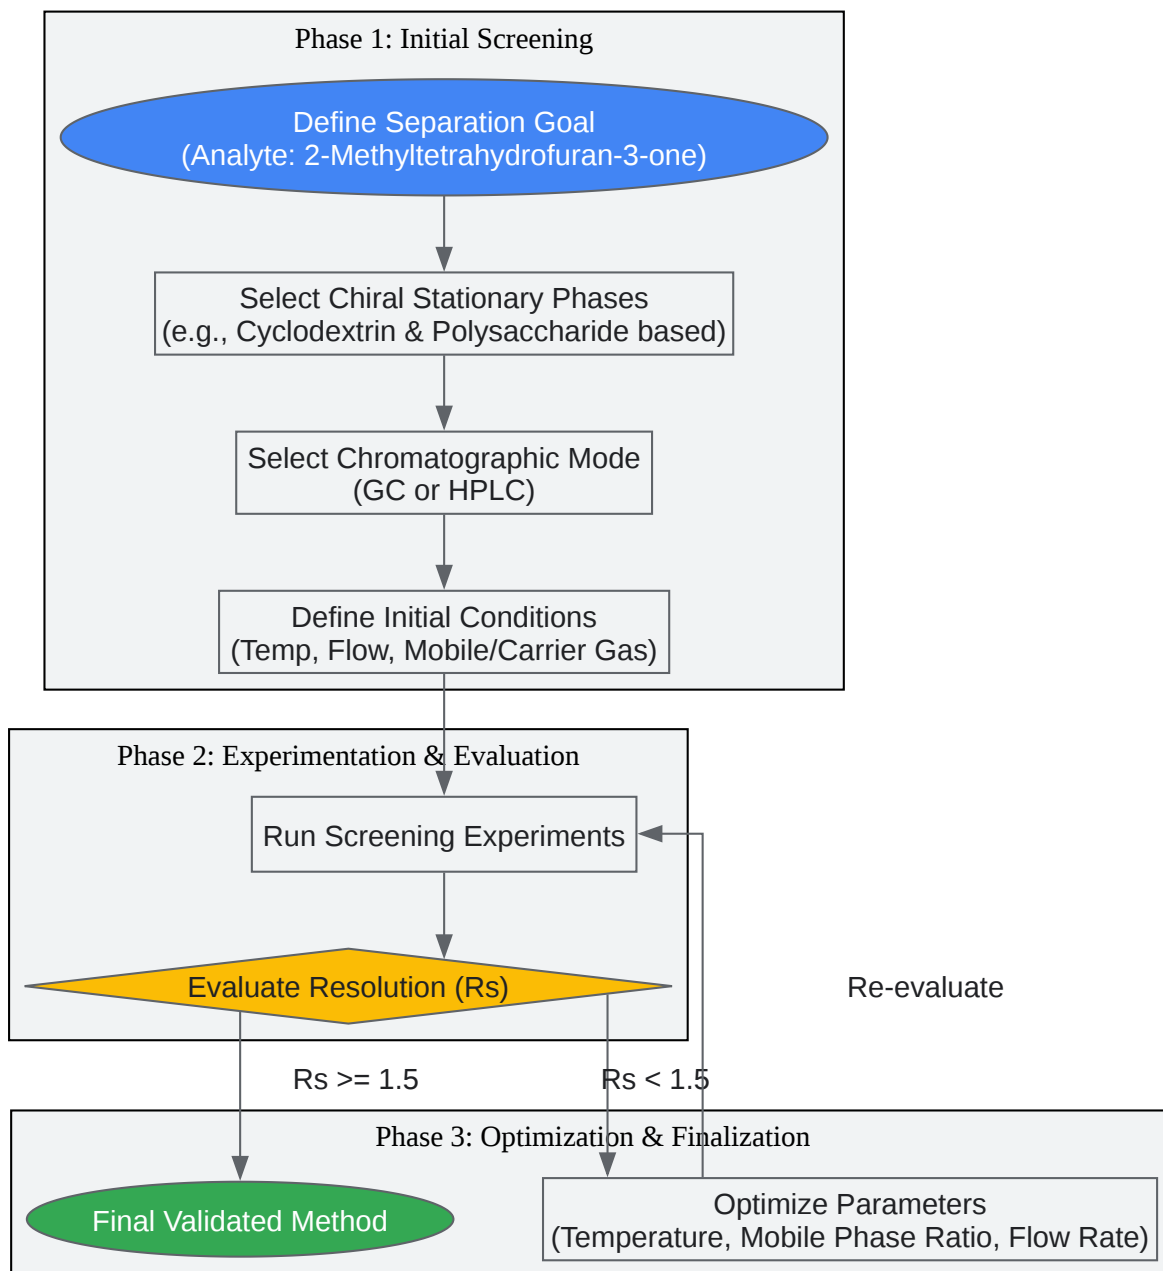 Phase 1: Initial Screening
Define Separation Goal
(Analyte: 2-Methyltetrahydrofuran-3-one)
Select Chiral Stationary Phases
(e.g., Cyclodextrin & Polysaccharide based)
Select Chromatographic Mode
(GC or HPLC)
Define Initial Conditions
(Temp, Flow, Mobile/Carrier Gas)
Phase 2: Experimentation & Evaluation
Run Screening Experiments
Evaluate Resolution (Rs)
Re-evaluate
Rs >= 1.5
Rs < 1.5
Phase 3: Optimization & Finalization
Final Validated Method
Optimize Parameters
(Temperature, Mobile Phase Ratio, Flow Rate)